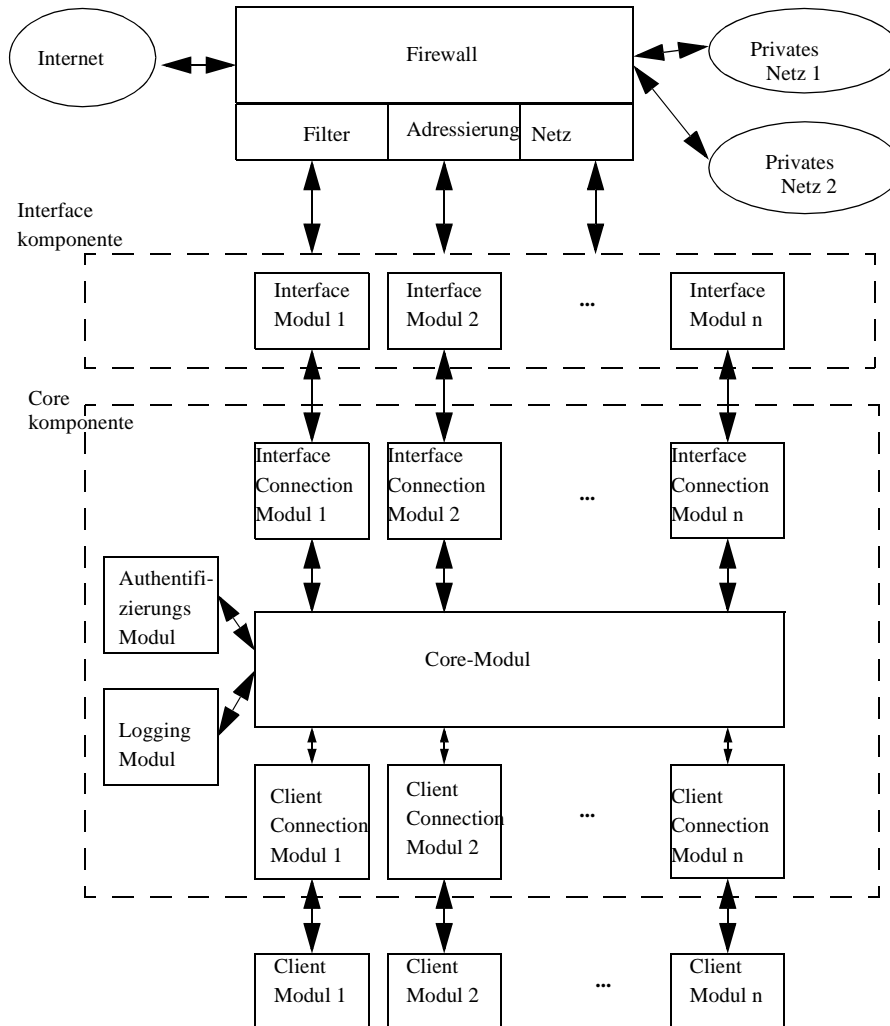 Internet
Firewall
Privates
Netz 1
Filter
Adressierung
Netz
Privates
Netz 2
Interface
komponente
Interface
Modul 1
Interface
Modul 2
...
Interface
Modul n
Core
komponente
Interface
Connection
Modul 1
Interface
Connection
Modul 2
...
Interface
Connection
Modul n
Authentifi-
zierungs
Modul
Core-Modul
Logging
Modul
Client
Connection
Modul 1
Client
Connection
Modul 2
...
Client
Connection
Modul n
Client
Modul 1
Client
Modul 2
...
Client
Modul n